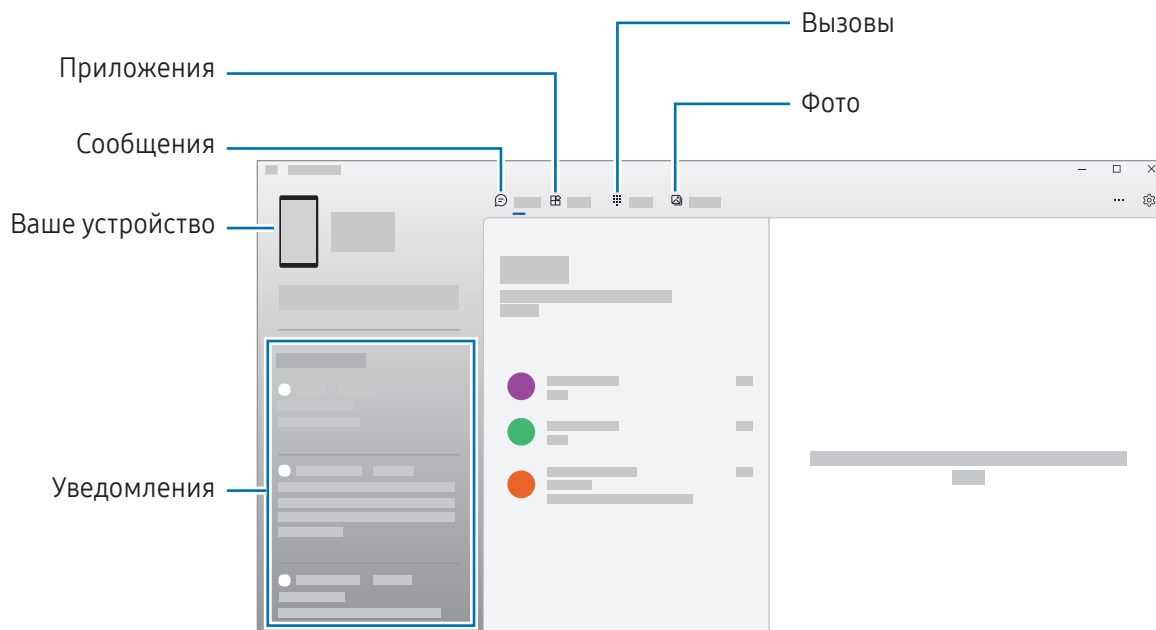 Вызовы
Приложения
Фото
Сообщения
Ваше устройство
Уведомления